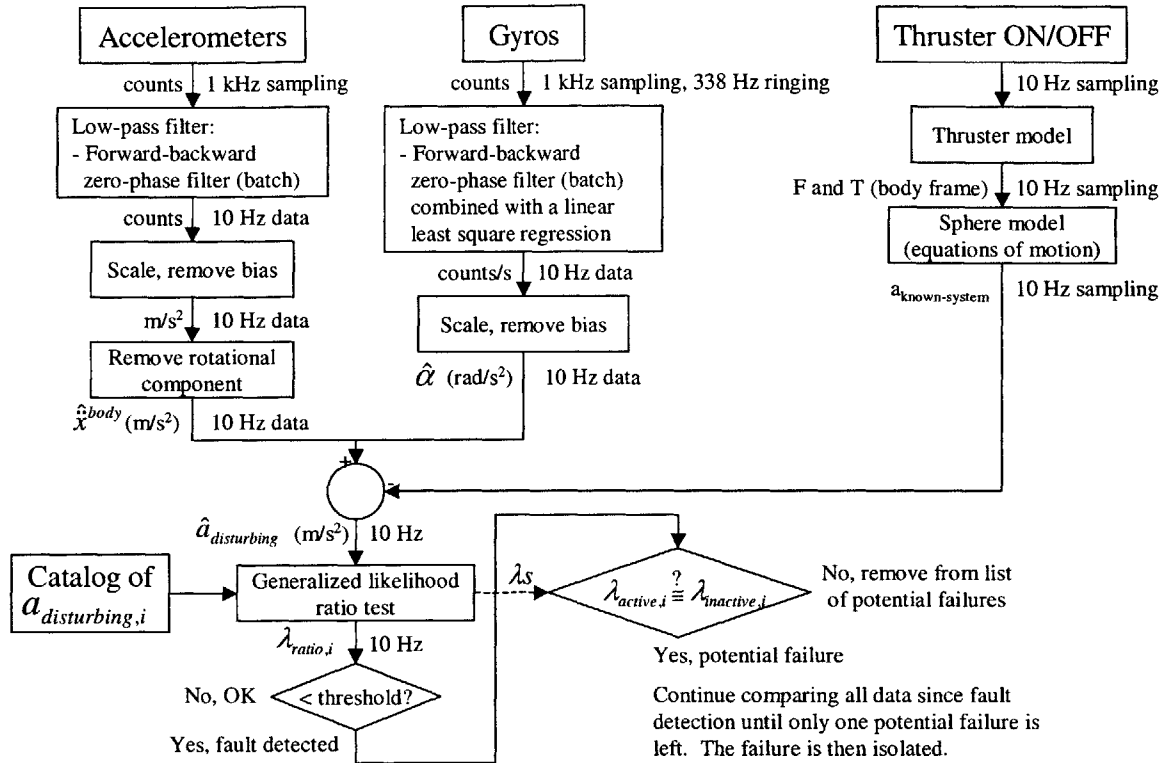 Accelerometers
counts
1 kHz sampling
Low-pass filter:
- Forward-backward
zero-phase filter (batch)
counts
10 Hz data
Scale, remove bias
m/s²
10 Hz data
Remove rotational
component
x̂̈^body (m/s²)
10 Hz data
Gyros
counts
1 kHz sampling, 338 Hz ringing
Low-pass filter:
- Forward-backward
zero-phase filter (batch)
combined with a linear
least square regression
counts/s
10 Hz data
Scale, remove bias
α̂ (rad/s²)
10 Hz data
Thruster ON/OFF
10 Hz sampling
Thruster model
F and T (body frame)
10 Hz sampling
Sphere model
(equations of motion)
a_known-system
10 Hz sampling
+
-
â_disturbing (m/s²)
10 Hz
Catalog of
a_disturbing,i
Generalized likelihood
ratio test
λs
λ_ratio,i
10 Hz
< threshold?
No, OK
Yes, fault detected
?
λ_active,i ≅ λ_inactive,i
No, remove from list
of potential failures
Yes, potential failure
Continue comparing all data since fault
detection until only one potential failure is
left. The failure is then isolated.